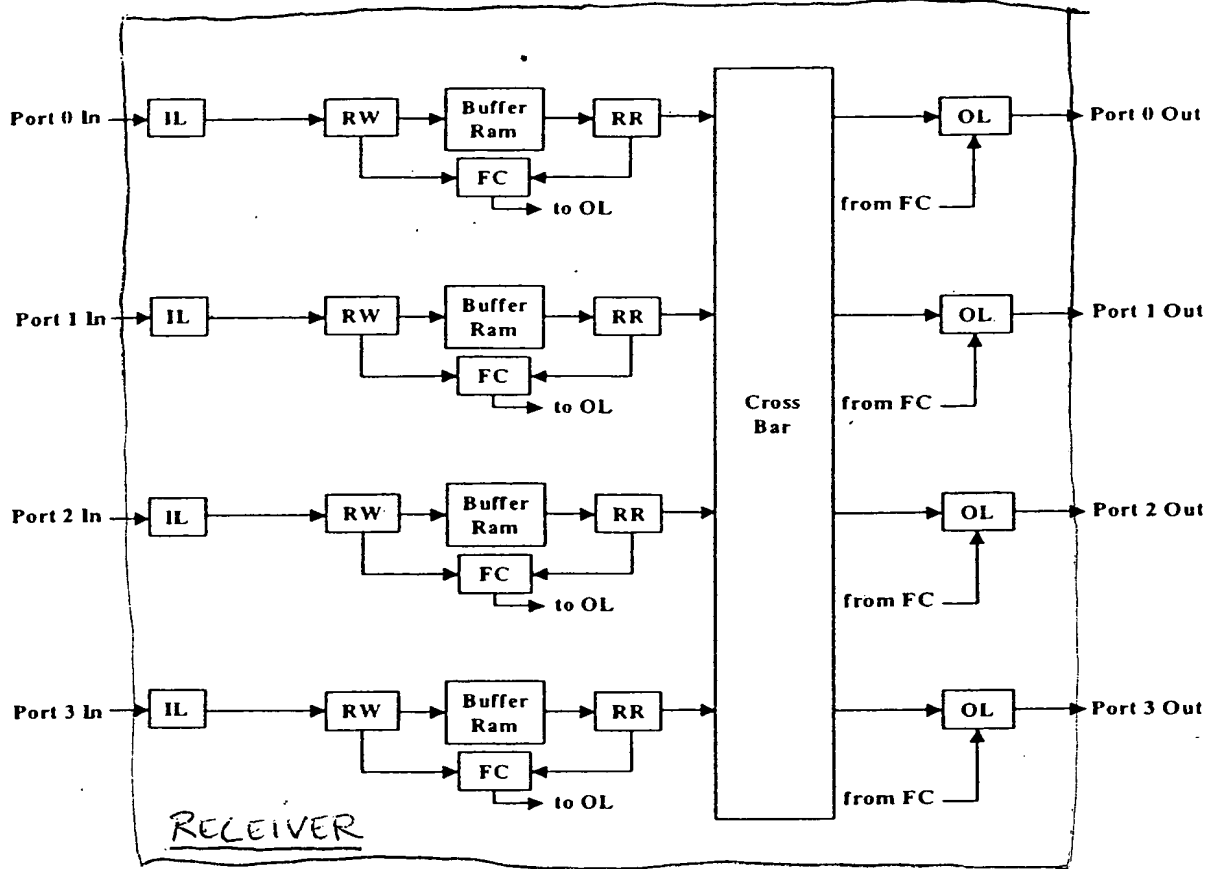 Port 0 In
IL
RW
Buffer
Ram
RR
FC
to OL
from FC
OL
Port 0 Out
Port 1 In
IL
RW
Buffer
Ram
RR
FC
to OL
Cross
Bar
from FC
OL
Port 1 Out
Port 2 In
IL
RW
Buffer
Ram
RR
FC
to OL
from FC
OL
Port 2 Out
Port 3 In
IL
RW
Buffer
Ram
RR
FC
to OL
from FC
OL
Port 3 Out
RECEIVER